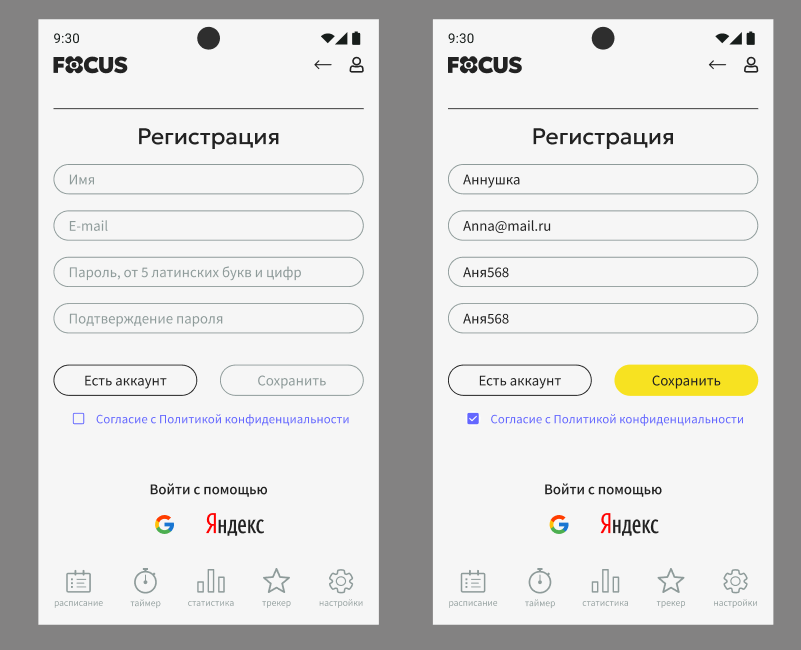 9:30
FOCUS
Регистрация
Имя
E-mail
Пароль, от 5 латинских букв и цифр
Подтверждение пароля
Есть аккаунт
Сохранить
Согласие с Политикой конфиденциальности
Войти с помощью
G Яндекс
расписание таймер статистика трекер настройки
9:30
FOCUS
Регистрация
Аннушка
Anna@mail.ru
Аня568
Аня568
Есть аккаунт
Сохранить
Согласие с Политикой конфиденциальности
Войти с помощью
G Яндекс
расписание таймер статистика трекер настройки